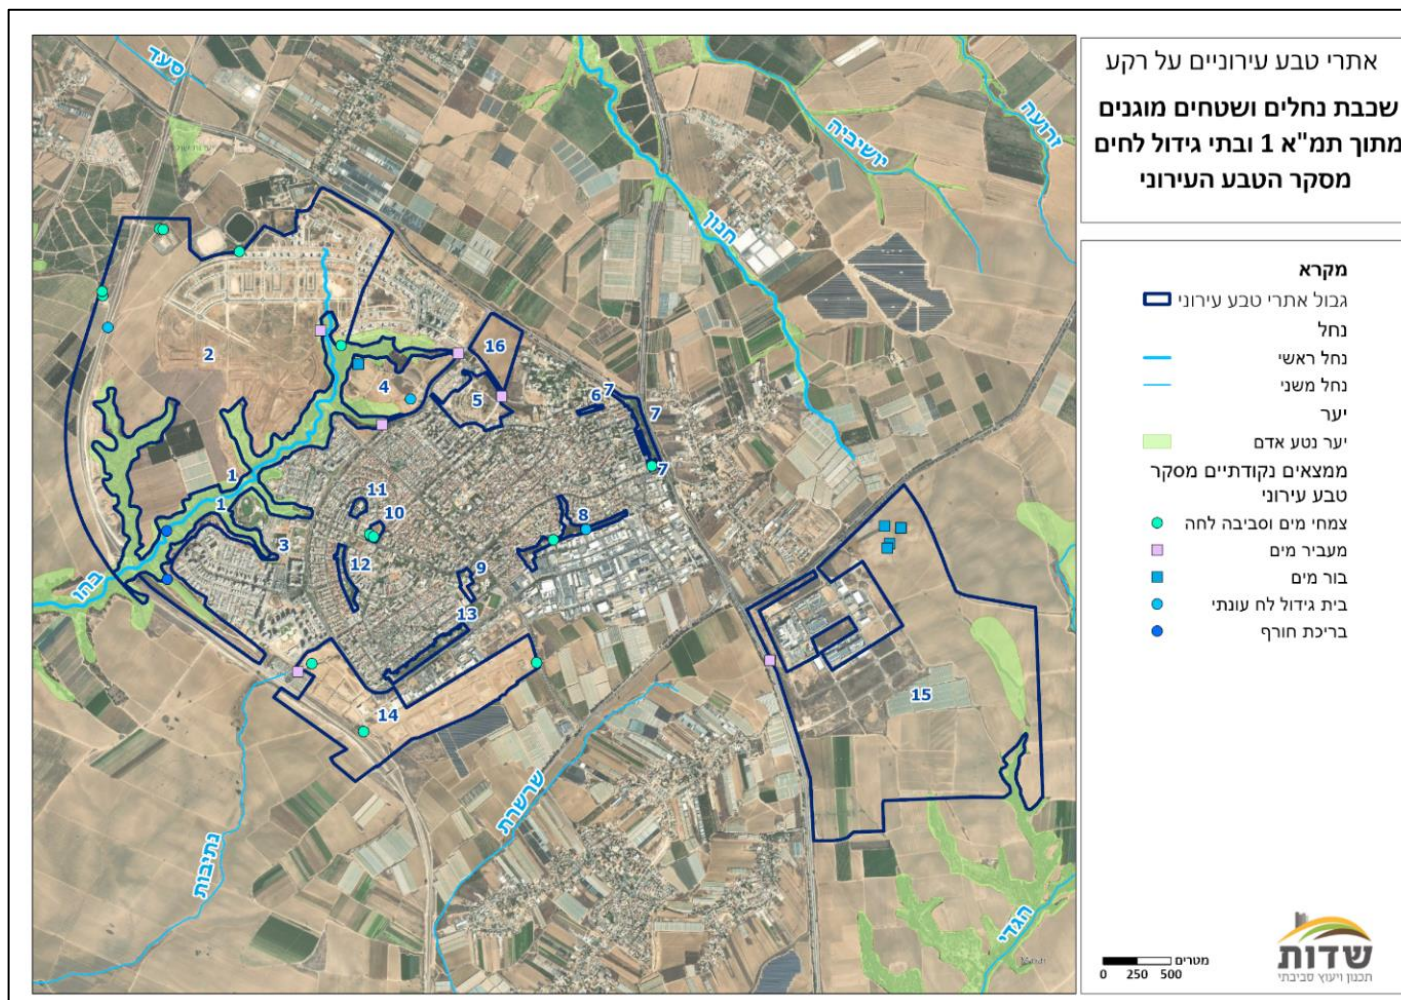 אתרי טבע עירוניים על רקע
שכבת נחלים ושטחים מוגנים
מתוך תמ"א 1 ובתי גידול לחים
מסקר הטבע העירוני
מקרא
גבול אתרי טבע עירוני
נחל
נחל ראשי
נחל משני
יער
יער נטע אדם
ממצאים נקודתיים מסקר
טבע עירוני
צמחי מים וסביבה לחה
מעביר מים
בור מים
בית גידול לח עונתי
בריכת חורף
מטרים
0 250 500
שדות
תכנון ויעוץ סביבתי
סעד
יושיביה
זרועה
חנון
בהו
נתיבות
שרשרת
הגדי
2
16
4
5
6
7
7
7
1
1
11
10
8
3
12
9
13
14
15